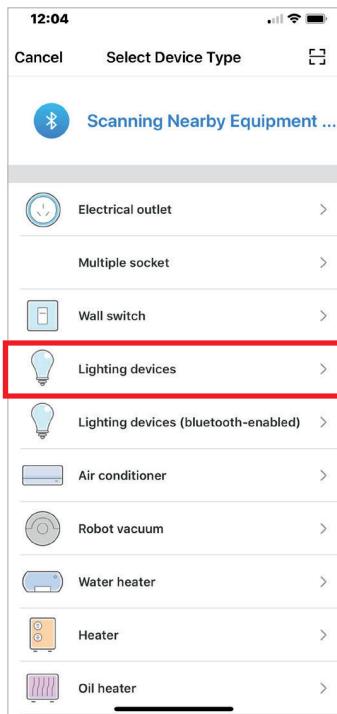 12:04
Cancel Select Device Type
Scanning Nearby Equipment ...
Electrical outlet
Multiple socket
Wall switch
Lighting devices
Lighting devices (bluetooth-enabled)
Air conditioner
Robot vacuum
Water heater
Heater
Oil heater